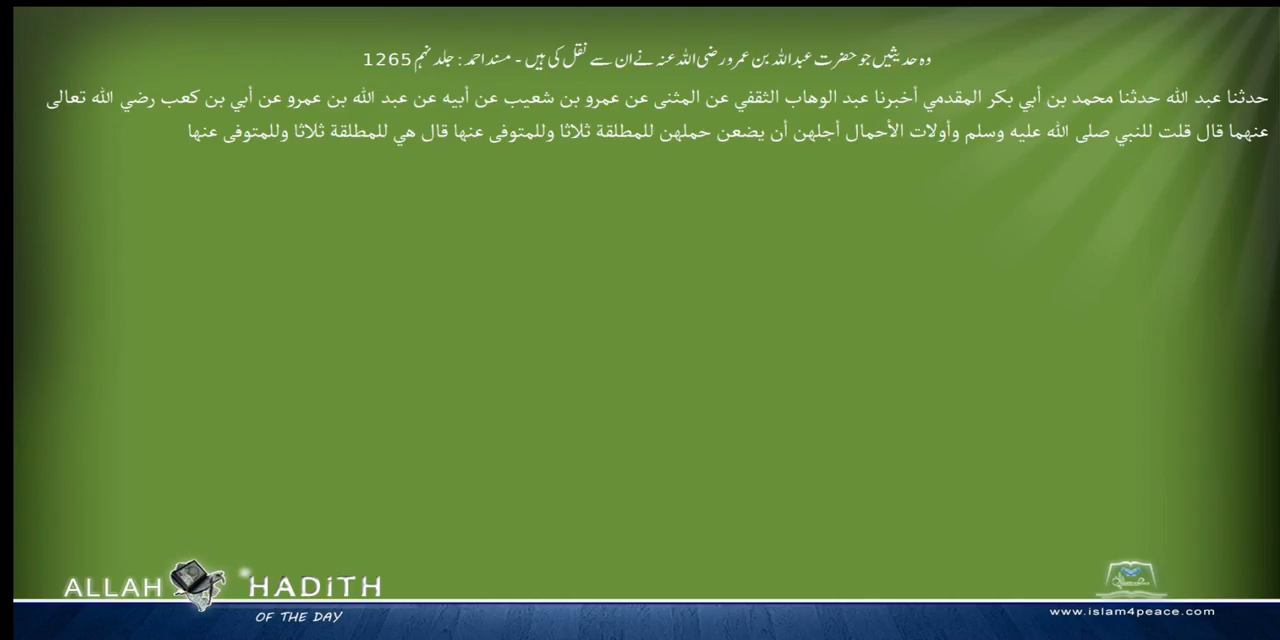 وہ حدیثیں جو حضرت عبداللہ بن عمرو رضی اللہ عنہ نے ان سے نقل کی ہیں - مسند احمد : جلد نہم 1265
حدثنا عبد الله حدثنا محمد بن أبي بكر المقدمي أخبرنا عبد الوهاب الثقفي عن المثنى عن عمرو بن شعيب عن أبيه عن عبد الله بن عمرو عن أبي بن كعب رضي الله تعالى
عنهما قال قلت للنبي صلى الله عليه وسلم وأولات الأحمال أجلهن أن يضعن حملهن للمطلقة ثلاثا وللمتوفى عنها قال هي للمطلقة ثلاثا وللمتوفى عنها
ALLAH HADITH
OF THE DAY
www.islam4peace.com